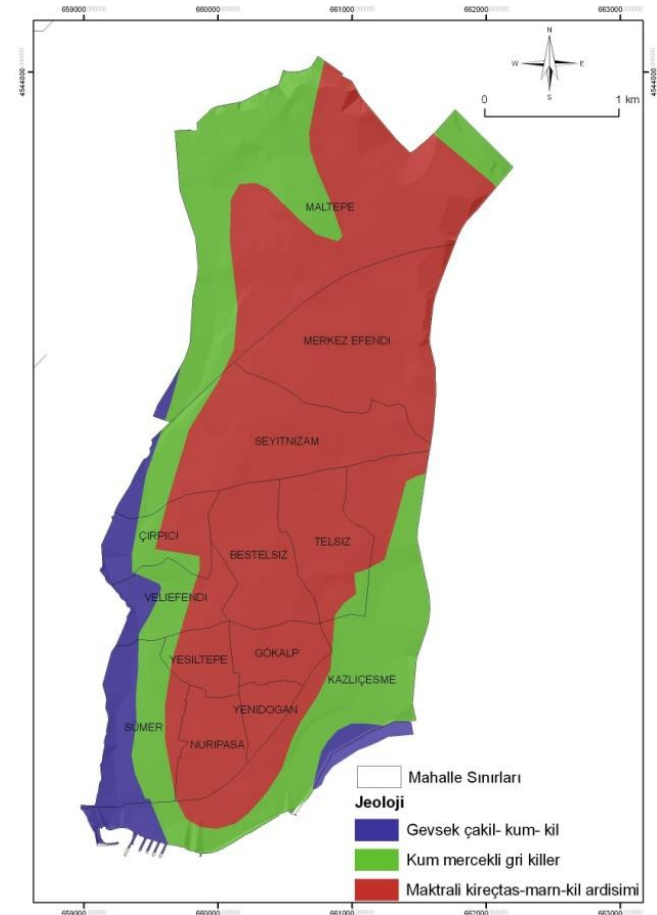 659000 660000 661000 662000 663000
4544000 4544000
N
W E
S
0 1 km
MALTEPE
MERKEZ EFENDI
SEYITNIZAM
ÇIRPICI
BESTELSIZ
TELSIZ
VELIEFENDI
YESILTEPE
GÖKALP
KAZLIÇESME
SÜMER
YENIDOGAN
NURIPASA
Mahalle Sınırları
Jeoloji
Gevsek çakil- kum- kil
Kum mercekli gri killer
Maktrali kireçtas-marn-kil ardisimi
659000 660000 661000 662000 663000